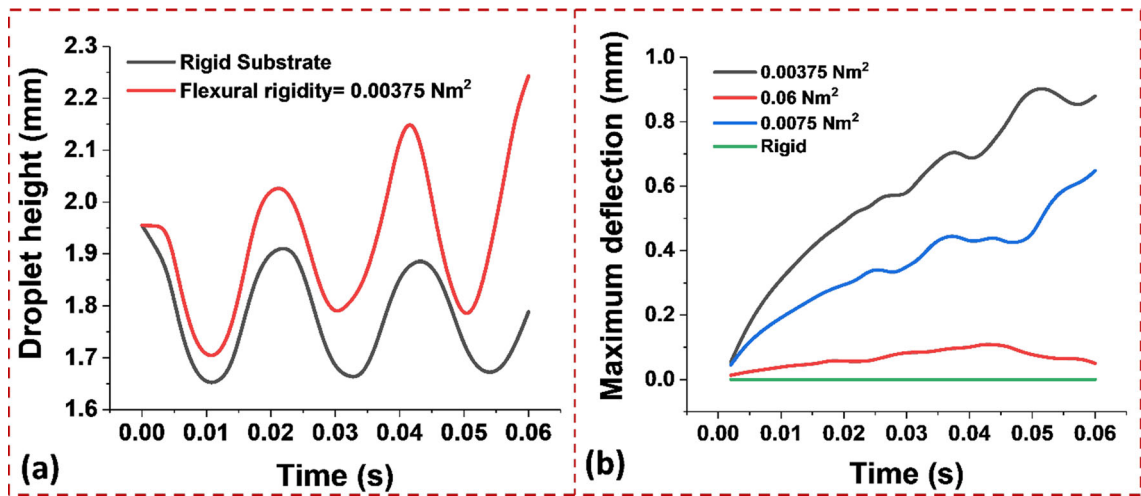 2.3
2.2
2.1
2.0
1.9
1.8
1.7
1.6
Droplet height (mm)
Rigid Substrate
Flexural rigidity= 0.00375 Nm²
0.00 0.01 0.02 0.03 0.04 0.05 0.06
Time (s)
(a)
1.0
0.8
0.6
0.4
0.2
0.0
Maximum deflection (mm)
0.00375 Nm²
0.06 Nm²
0.0075 Nm²
Rigid
0.00 0.01 0.02 0.03 0.04 0.05 0.06
Time (s)
(b)